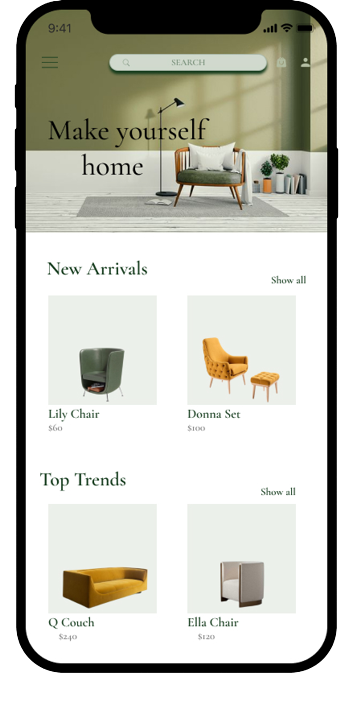 9:41
SEARCH
Make yourself
home
New Arrivals
Show all
Lily Chair
Donna Set
$60
$100
Top Trends
Show all
Q Couch
Ella Chair
$240
$120